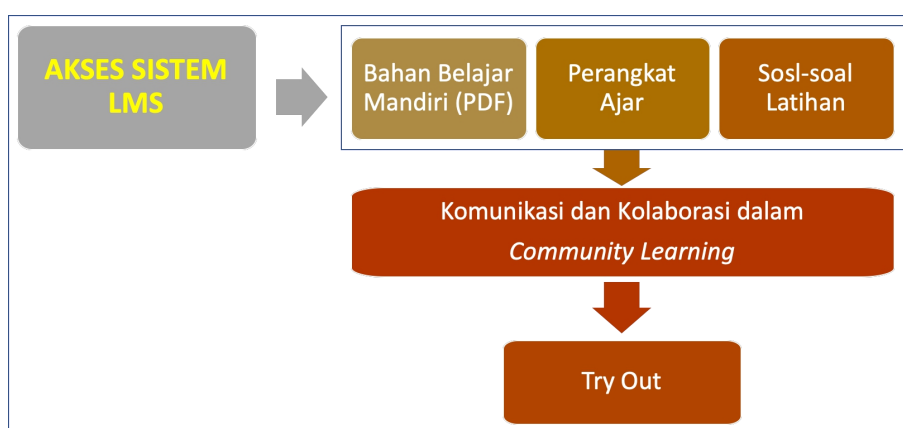 AKSES SISTEM
LMS
Bahan Belajar
Mandiri (PDF)
Perangkat
Ajar
Sosl-soal
Latihan
Komunikasi dan Kolaborasi dalam
Community Learning
Try Out